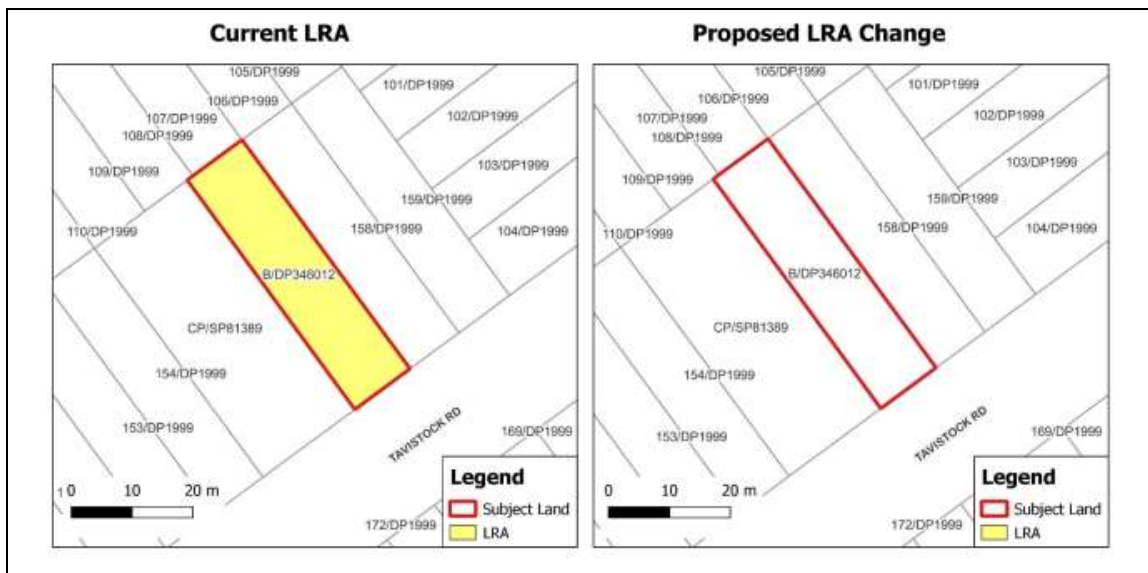 Current LRA
105/DP1999
106/DP1999
107/DP1999
108/DP1999
109/DP1999
110/DP1999
101/DP1999
102/DP1999
103/DP1999
159/DP1999
104/DP1999
158/DP1999
B/DP346012
CP/SP81389
154/DP1999
153/DP1999
TAVISTOCK RD
169/DP1999
172/DP1999
1
0 10 20 m
Legend
Subject Land
LRA
Proposed LRA Change
105/DP1999
106/DP1999
107/DP1999
108/DP1999
109/DP1999
110/DP1999
101/DP1999
102/DP1999
103/DP1999
159/DP1999
104/DP1999
158/DP1999
B/DP346012
CP/SP81389
154/DP1999
153/DP1999
TAVISTOCK RD
169/DP1999
172/DP1999
1
0 10 20 m
Legend
Subject Land
LRA